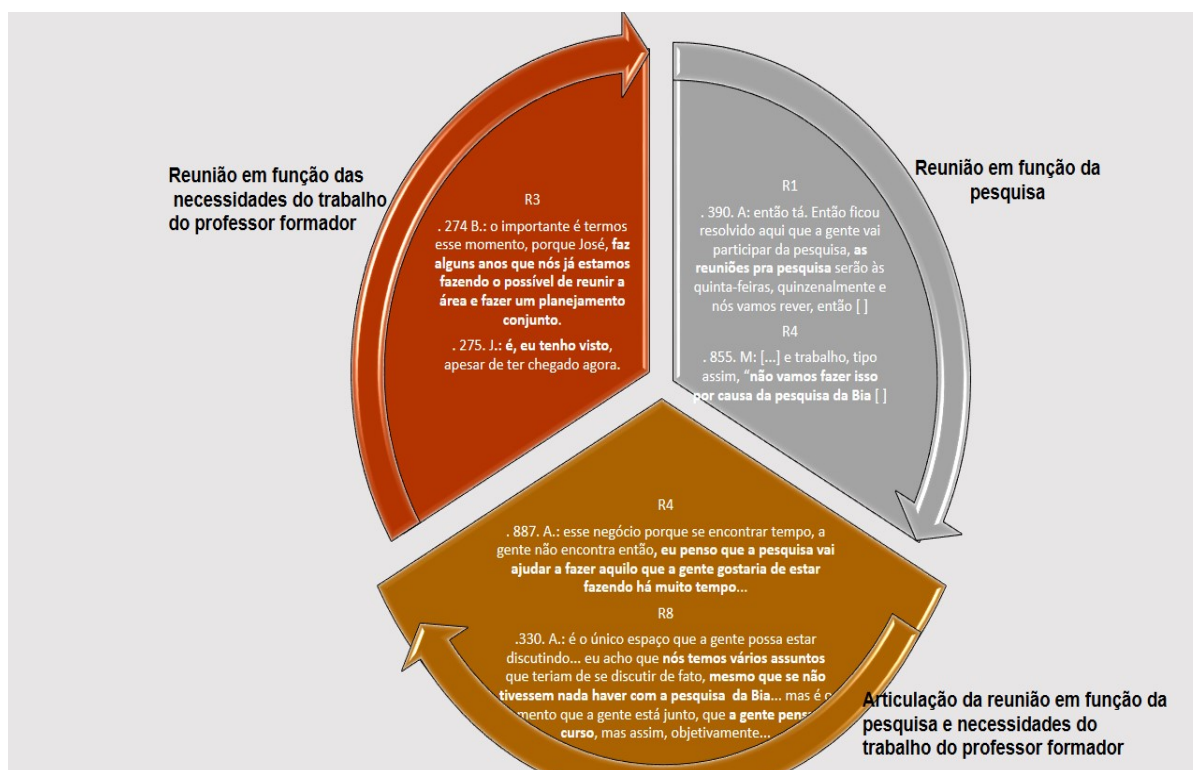 Reunião em função das
necessidades do trabalho
do professor formador
R3
. 274 B.: o importante é termos
esse momento, porque José, faz
alguns anos que nós já estamos
fazendo o possível de reunir a
área e fazer um planejamento
conjunto.
. 275. J.: é, eu tenho visto,
apesar de ter chegado agora.
Reunião em função da
pesquisa
R1
. 390. A: então tá. Então ficou
resolvido aqui que a gente vai
participar da pesquisa, as
reuniões pra pesquisa serão às
quinta-feiras, quinzenalmente e
nós vamos rever, então [ ]
R4
. 855. M: [...] e trabalho, tipo
assim, “não vamos fazer isso
por causa da pesquisa da Bia [ ]
R4
. 887. A.: esse negócio porque se encontrar tempo, a
gente não encontra então, eu penso que a pesquisa vai
ajudar a fazer aquilo que a gente gostaria de estar
fazendo há muito tempo...
R8
.330. A.: é o único espaço que a gente possa estar
discutindo... eu acho que nós temos vários assuntos
que teriam de se discutir de fato, mesmo que se não
tivessem nada haver com a pesquisa da Bia... mas é
que a gente está junto, que a gente
curso, mas assim, objetivamente...
Articulação da reunião em função da
pesquisa e necessidades do
trabalho do professor formador